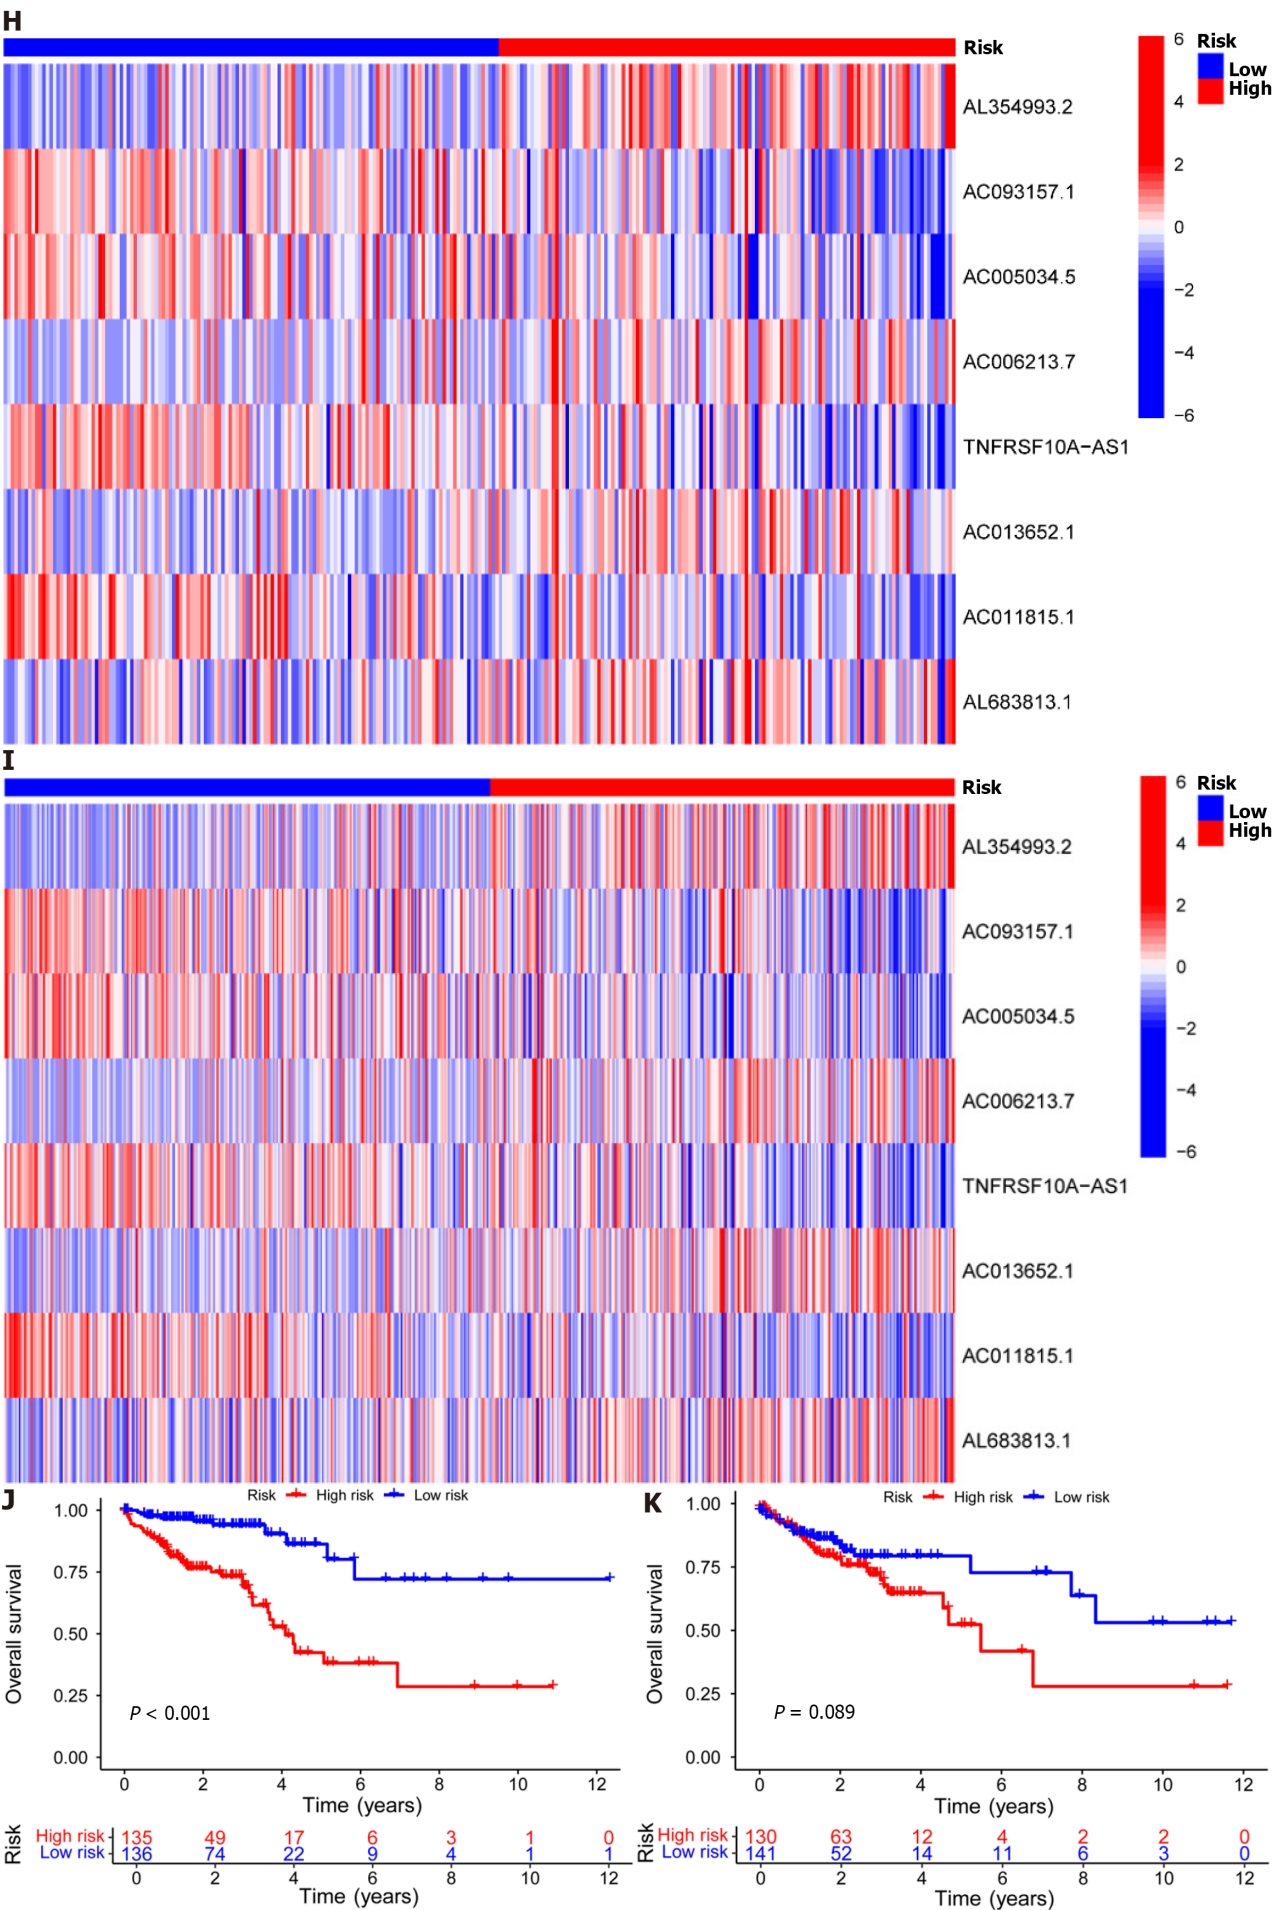 H
Risk
6
4
2
0
−2
−4
−6
Risk
Low
High
AL354993.2
AC093157.1
AC005034.5
AC006213.7
TNFRSF10A−AS1
AC013652.1
AC011815.1
AL683813.1
I
Risk
6
4
2
0
−2
−4
−6
Risk
Low
High
AL354993.2
AC093157.1
AC005034.5
AC006213.7
TNFRSF10A−AS1
AC013652.1
AC011815.1
AL683813.1
J
Risk High risk Low risk
Overall survival
1.00
0.75
0.50
0.25
0.00
P < 0.001
0 2 4 6 8 10 12
Time (years)
Risk
High risk 135 49 17 6 3 1 0
Low risk 136 74 22 9 4 1 1
0 2 4 6 8 10 12
Time (years)
K
Risk High risk Low risk
Overall survival
1.00
0.75
0.50
0.25
0.00
P = 0.089
0 2 4 6 8 10 12
Time (years)
Risk
High risk 130 63 12 4 2 2 0
Low risk 141 52 14 11 6 3 0
0 2 4 6 8 10 12
Time (years)